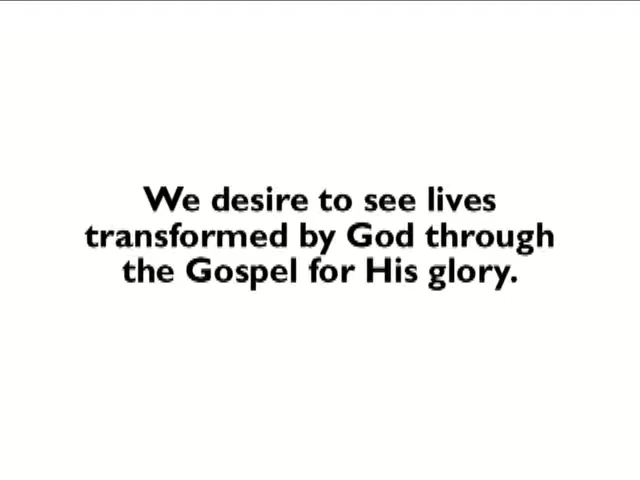 We desire to see lives
transformed by God through
the Gospel for His glory.